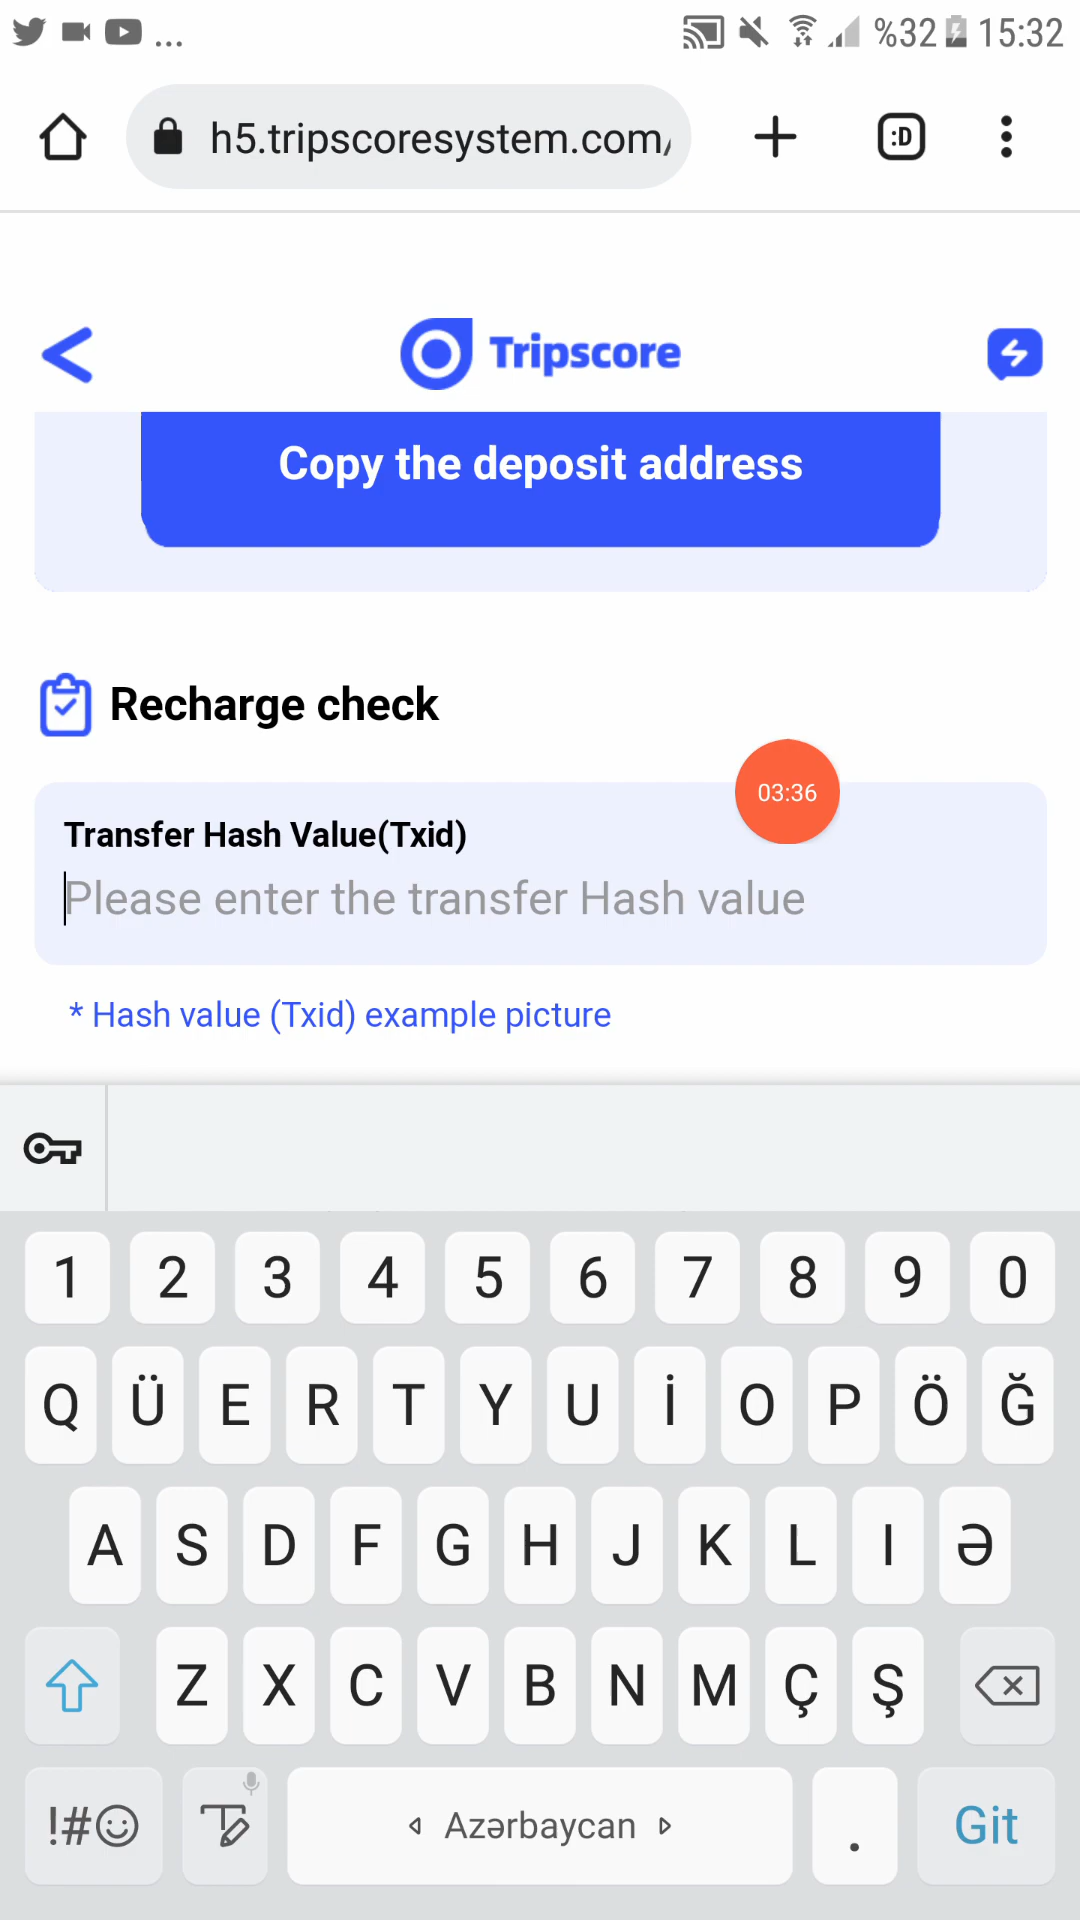 ... %32 15:32
h5.tripscoresystem.com/
:D
Tripscore
Copy the deposit address
Recharge check
03:36
Transfer Hash Value(Txid)
Please enter the transfer Hash value
* Hash value (Txid) example picture
1 2 3 4 5 6 7 8 9 0
Q Ü E R T Y U İ O P Ö Ğ
A S D F G H J K L I Ə
Z X C V B N M Ç Ş
!#☺ T Azərbaycan . Git